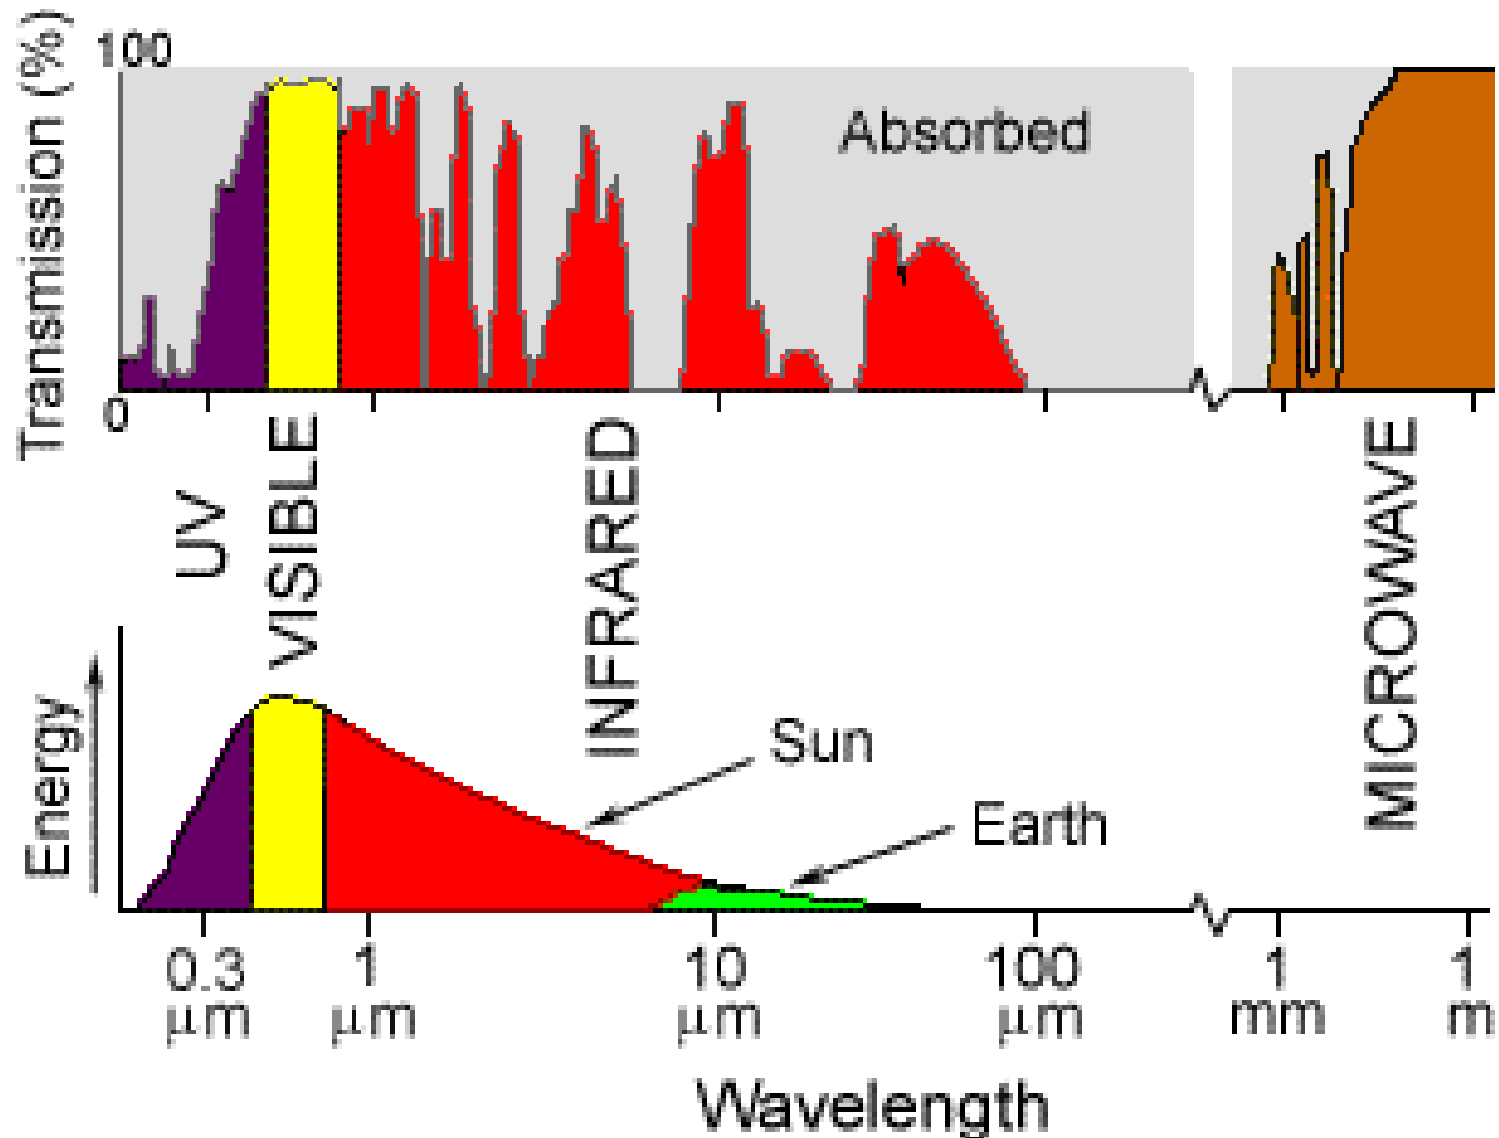 Transmission (%)
100
Absorbed
0
UV
VISIBLE
INFRARED
MICROWAVE
Energy
Sun
Earth
0.3
μm
1
μm
10
μm
100
μm
1
mm
1
m
Wavelength